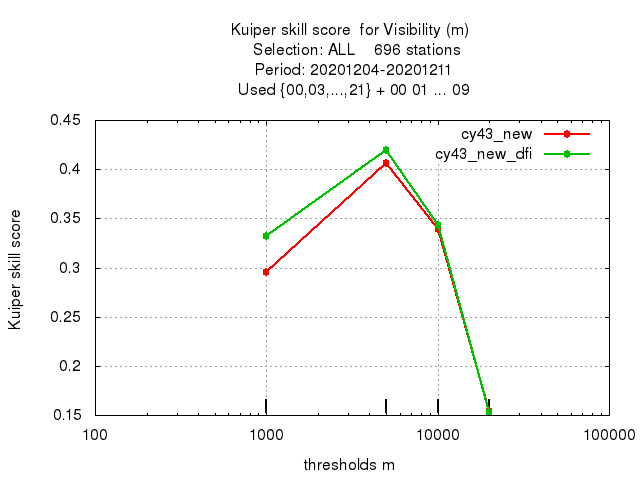 Kuiper skill score  for Visibility (m)
Selection: ALL    696 stations
Period: 20201204-20201211
Used {00,03,...,21} + 00 01 ... 09
cy43_new
cy43_new_dfi
0.45
0.4
0.35
0.3
0.25
0.2
0.15
Kuiper skill score
100
1000
10000
100000
thresholds m